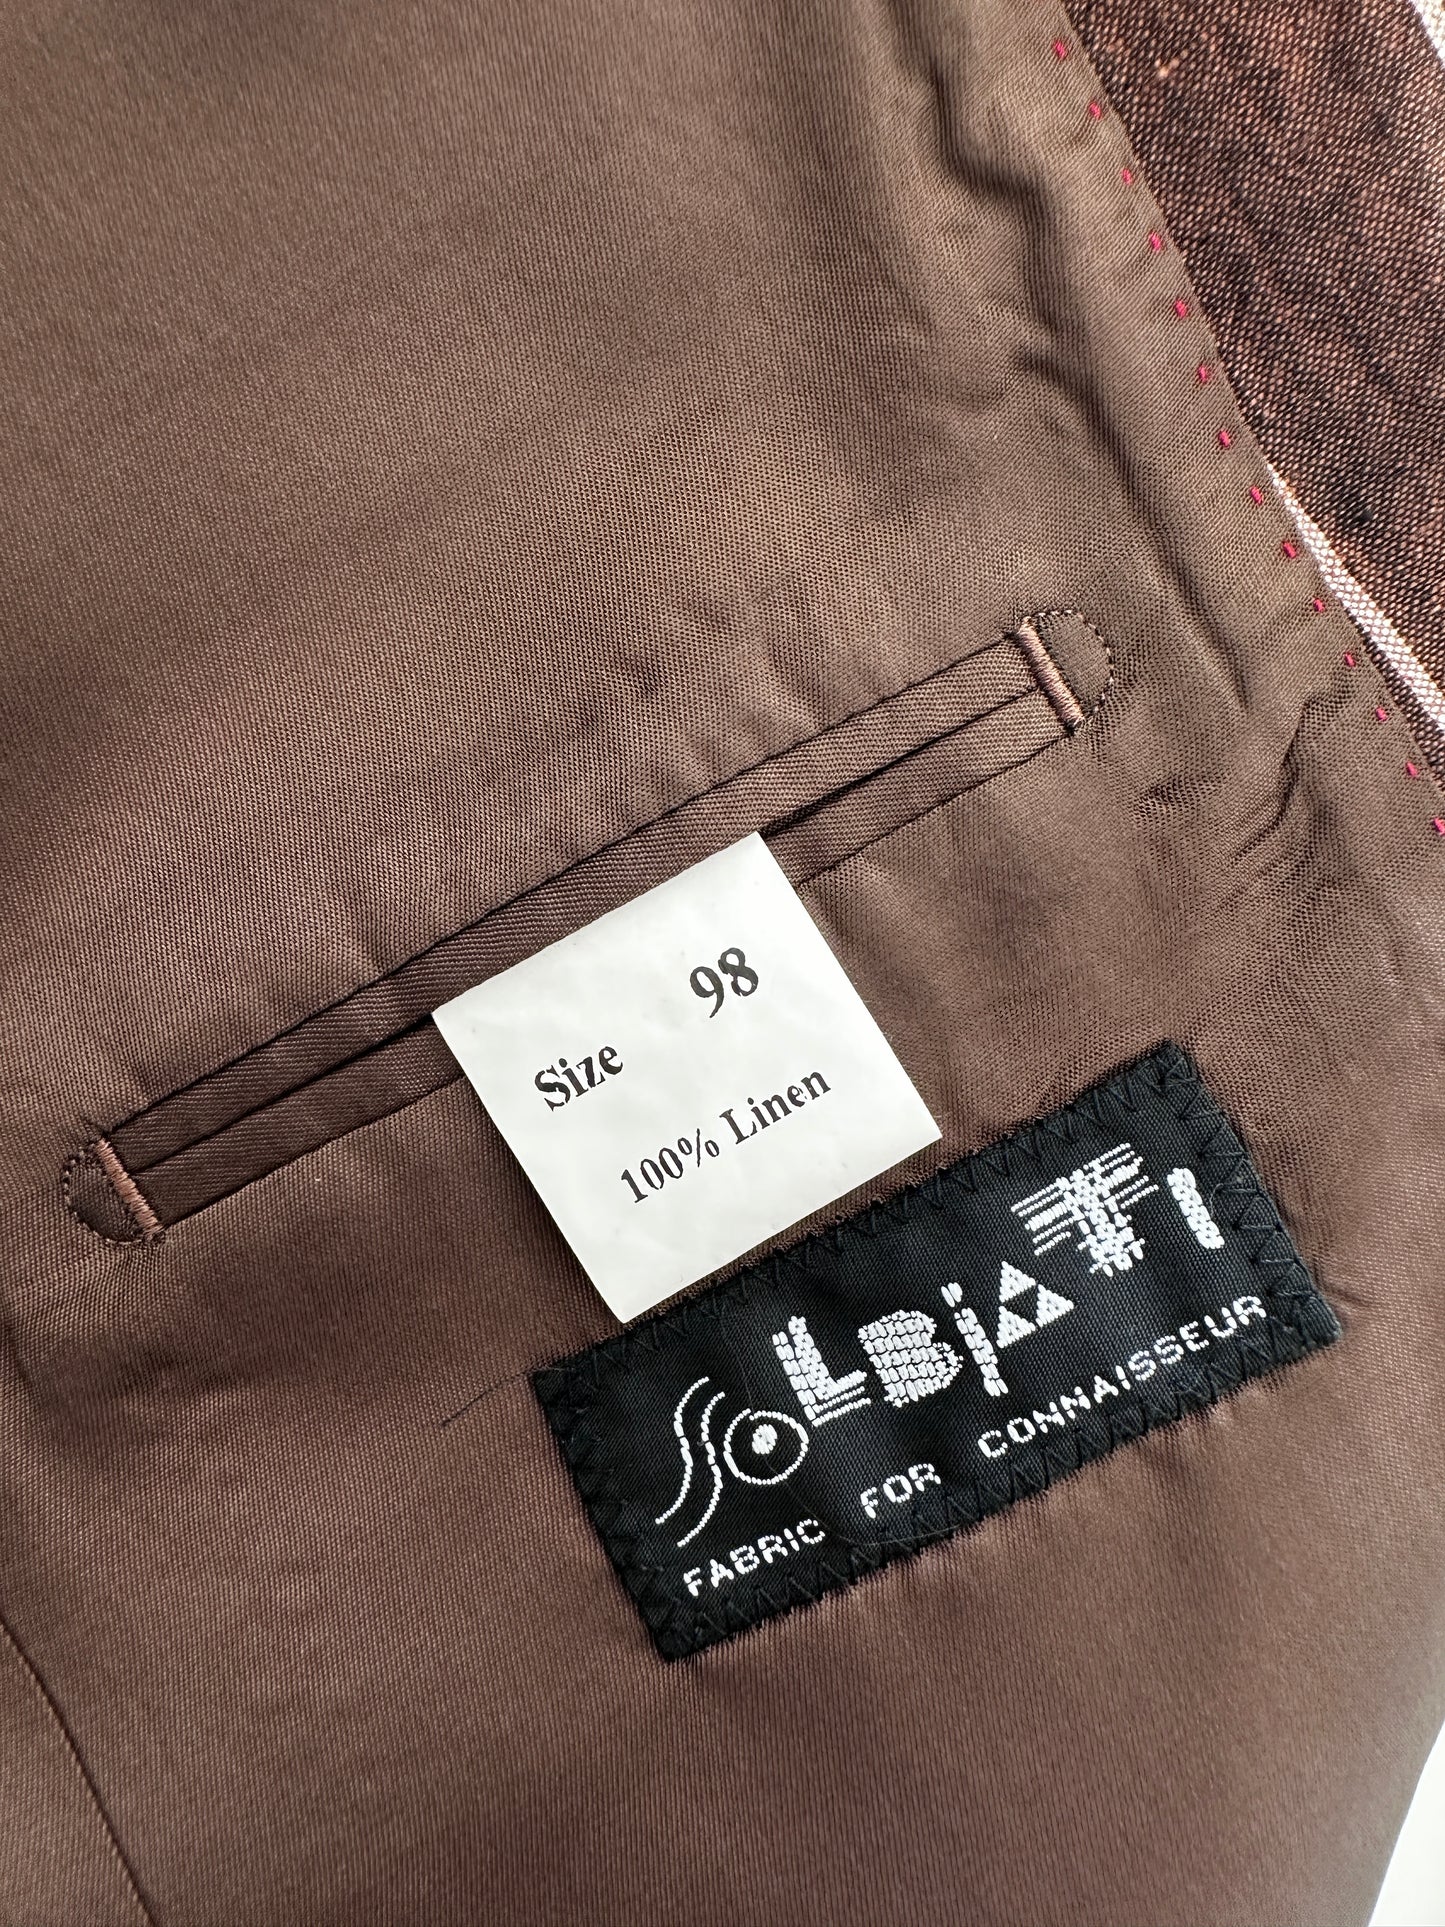 Size 98
100% Linen
SOLBIATI
FABRIC FOR CONNAISSEUR